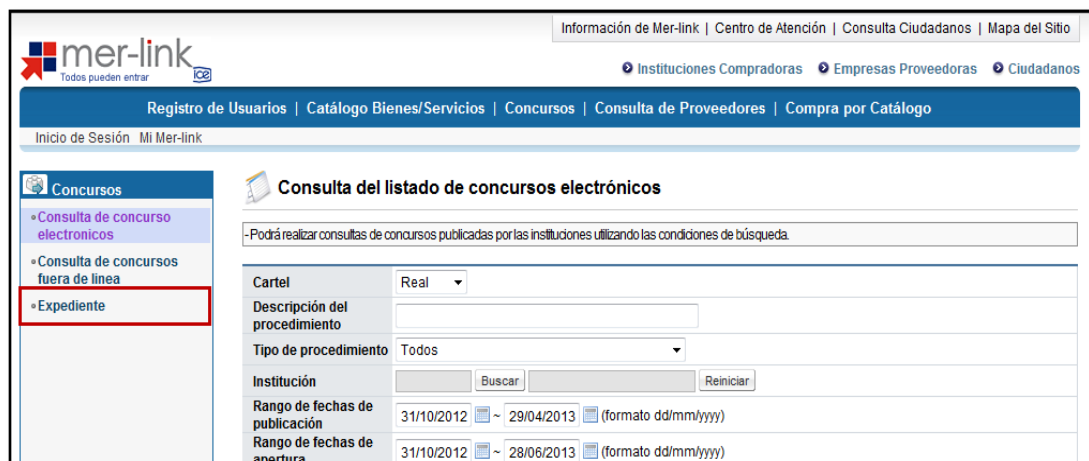 Información de Mer-link | Centro de Atención | Consulta Ciudadanos | Mapa del Sitio
mer-link
Todos pueden entrar
ice
Instituciones Compradoras Empresas Proveedoras Ciudadanos
Registro de Usuarios | Catálogo Bienes/Servicios | Concursos | Consulta de Proveedores | Compra por Catálogo
Inicio de Sesión Mi Mer-link
Concursos
Consulta de concurso
electronicos
Consulta de concursos
fuera de linea
Expediente
Consulta del listado de concursos electrónicos
-Podrá realizar consultas de concursos publicadas por las instituciones utilizando las condiciones de búsqueda.
Cartel Real
Descripción del
procedimiento
Tipo de procedimiento Todos
Institución Buscar Reiniciar
Rango de fechas de
publicación 31/10/2012 ~ 29/04/2013 (formato dd/mm/yyyy)
Rango de fechas de
apertura 31/10/2012 ~ 28/06/2013 (formato dd/mm/yyyy)